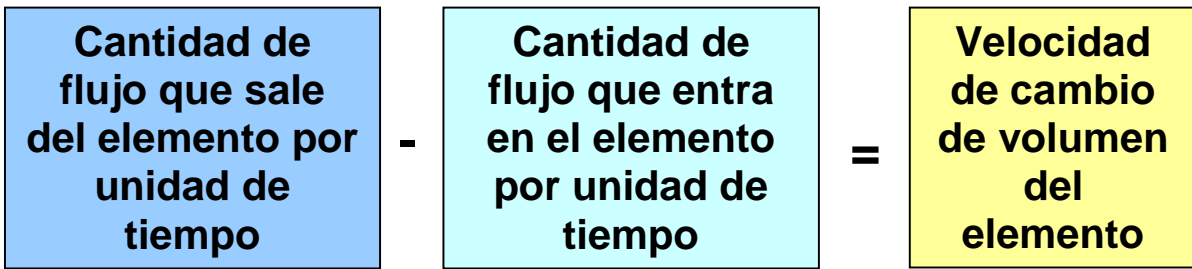 Cantidad de
flujo que sale
del elemento por
unidad de
tiempo
-
Cantidad de
flujo que entra
en el elemento
por unidad de
tiempo
=
Velocidad
de cambio
de volumen
del
elemento